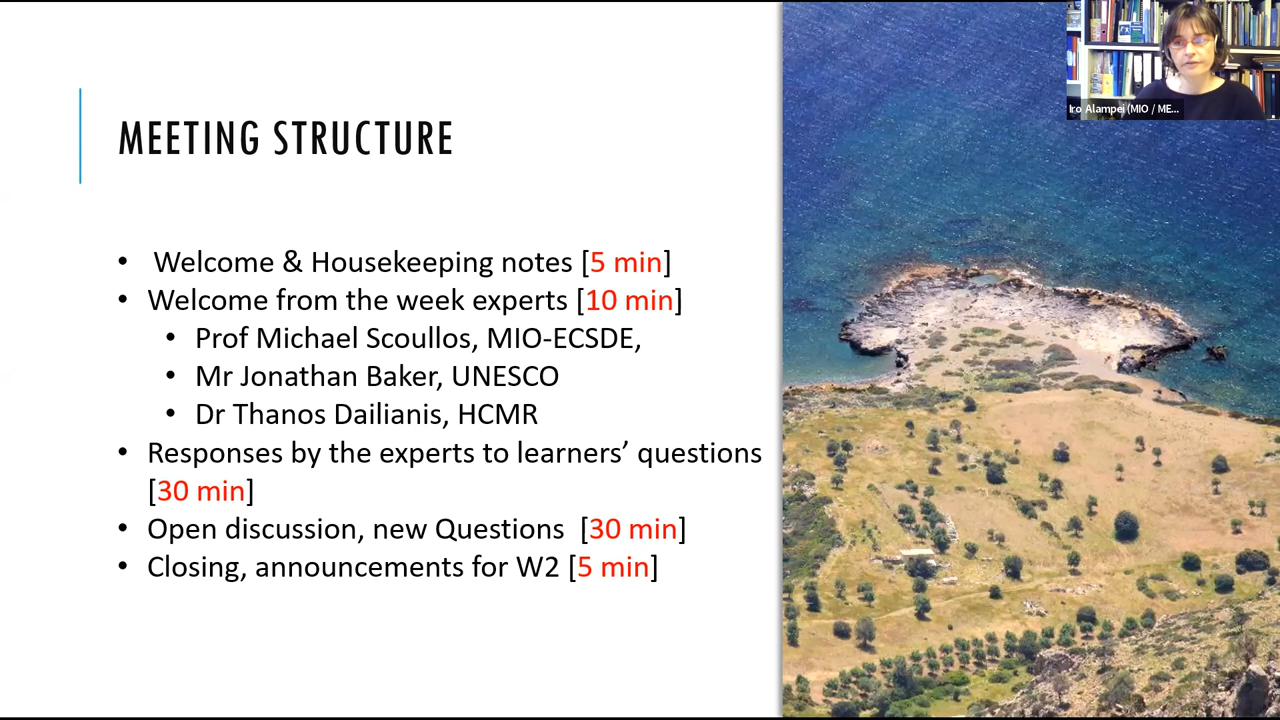 MEETING STRUCTURE
• Welcome & Housekeeping notes [5 min]
• Welcome from the week experts [10 min]
• Prof Michael Scoullos, MIO-ECSDE,
• Mr Jonathan Baker, UNESCO
• Dr Thanos Dailianis, HCMR
• Responses by the experts to learners’ questions
[30 min]
• Open discussion, new Questions [30 min]
• Closing, announcements for W2 [5 min]
Iro Alampei (MIO / ME...